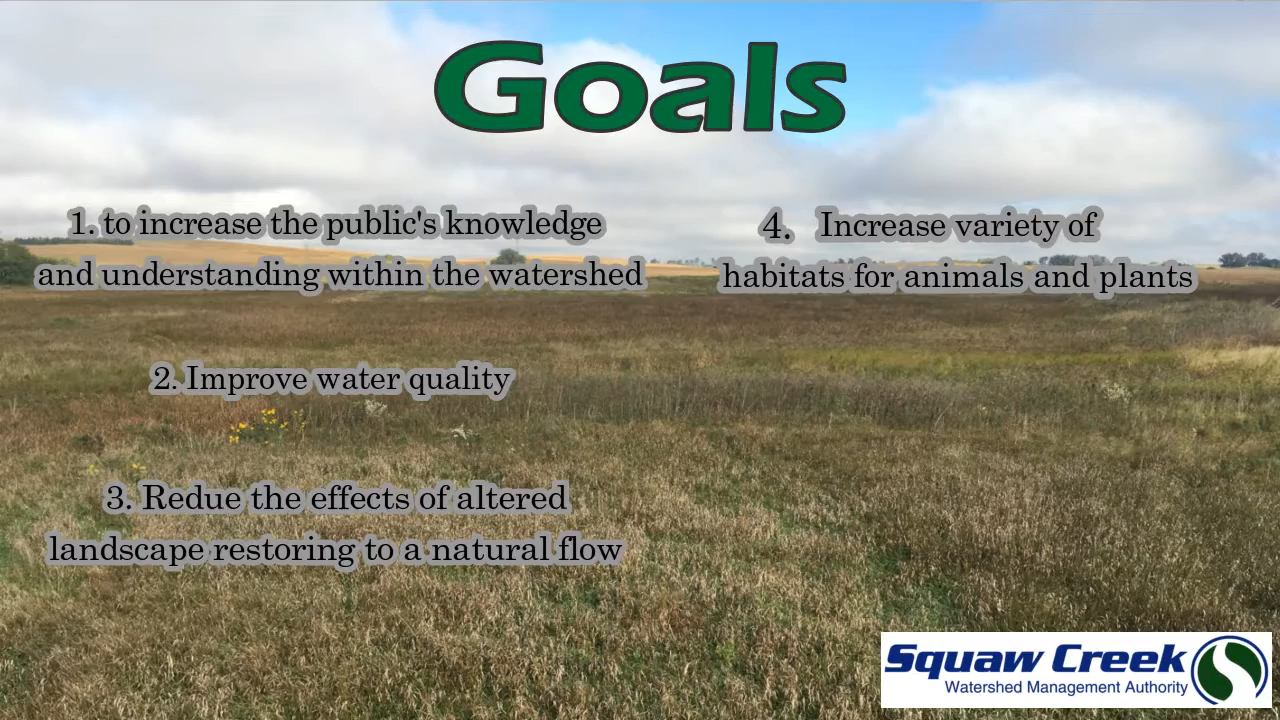 Goals
1. to increase the public's knowledge
and understanding within the watershed
2. Improve water quality
3. Redue the effects of altered
landscape restoring to a natural flow
4. Increase variety of
habitats for animals and plants
Squaw Creek
Watershed Management Authority